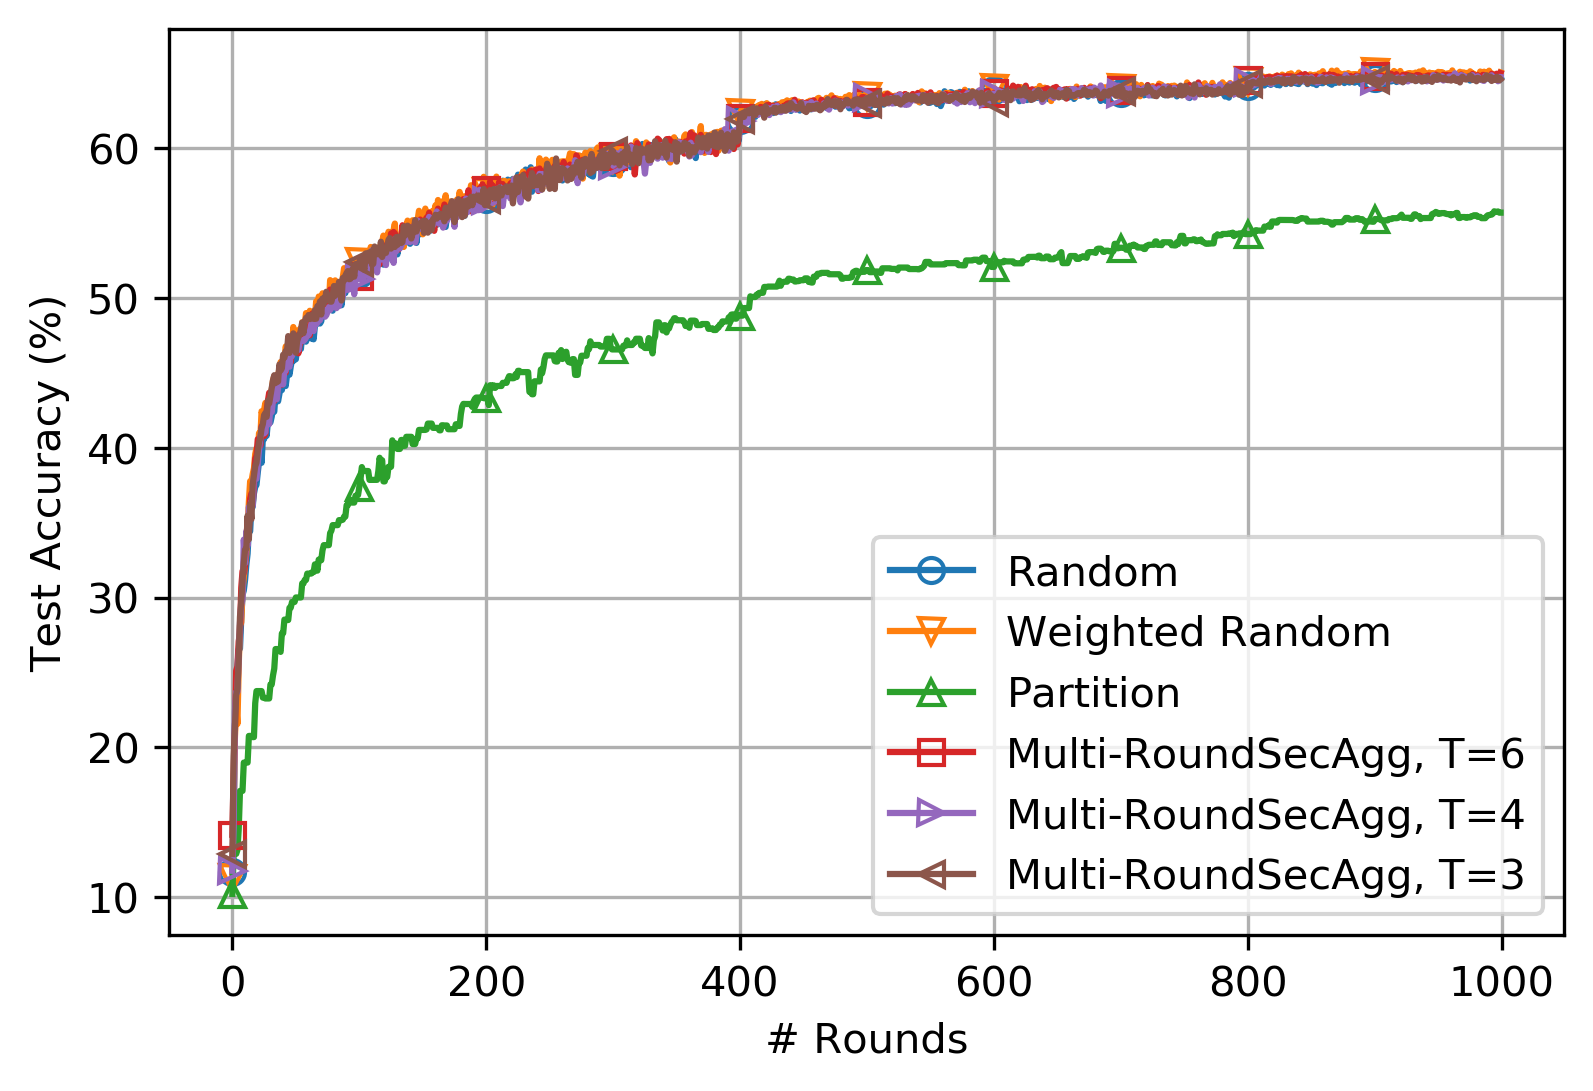 Test Accuracy (%)
60
50
40
30
20
10
0 200 400 600 800 1000
# Rounds
Random
Weighted Random
Partition
Multi-RoundSecAgg, T=6
Multi-RoundSecAgg, T=4
Multi-RoundSecAgg, T=3